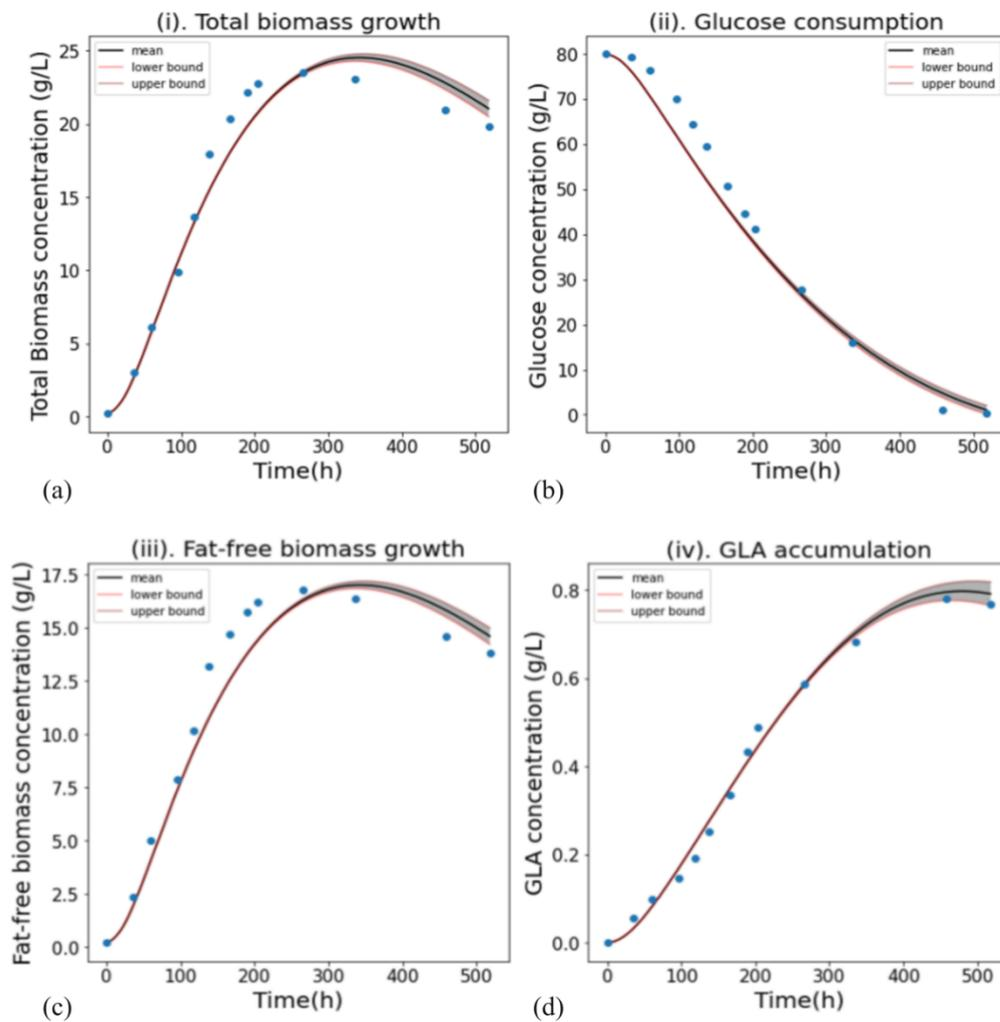 (i). Total biomass growth
Total Biomass concentration (g/L)
25
20
15
10
5
0
mean
lower bound
upper bound
0 100 200 300 400 500
Time(h)
(a)
(ii). Glucose consumption
Glucose concentration (g/L)
80
70
60
50
40
30
20
10
0
mean
lower bound
upper bound
0 100 200 300 400 500
Time(h)
(b)
(iii). Fat-free biomass growth
Fat-free biomass concentration (g/L)
17.5
15.0
12.5
10.0
7.5
5.0
2.5
0.0
mean
lower bound
upper bound
0 100 200 300 400 500
Time(h)
(c)
(iv). GLA accumulation
GLA concentration (g/L)
0.8
0.6
0.4
0.2
0.0
mean
lower bound
upper bound
0 100 200 300 400 500
Time(h)
(d)